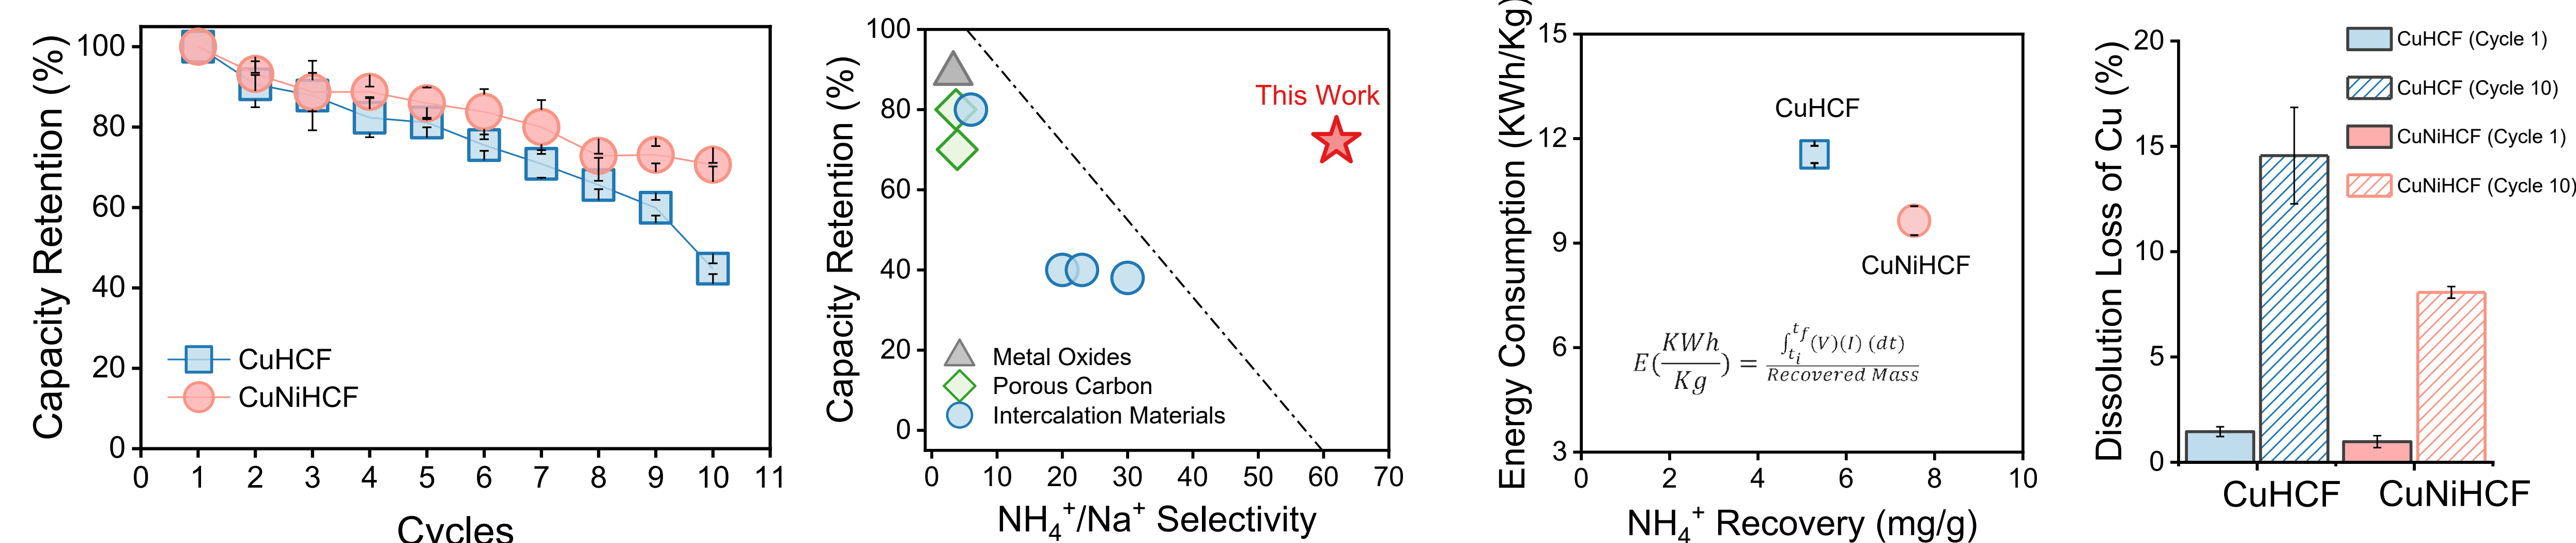 Capacity Retention (%)
100
80
60
40
20
0
0 1 2 3 4 5 6 7 8 9 10 11
Cycles
CuHCF
CuNiHCF
Capacity Retention (%)
100
80
60
40
20
0
0 10 20 30 40 50 60 70
NH₄⁺/Na⁺ Selectivity
This Work
Metal Oxides
Porous Carbon
Intercalation Materials
Energy Consumption (KWh/Kg)
15
12
9
6
3
0 2 4 6 8 10
NH₄⁺ Recovery (mg/g)
CuHCF
CuNiHCF
E(KWh/Kg) = ∫ₜᵢᵗᶠ(V)(I) (dt)/Recovered Mass
Dissolution Loss of Cu (%)
20
15
10
5
0
CuHCF CuNiHCF
CuHCF (Cycle 1)
CuHCF (Cycle 10)
CuNiHCF (Cycle 1)
CuNiHCF (Cycle 10)